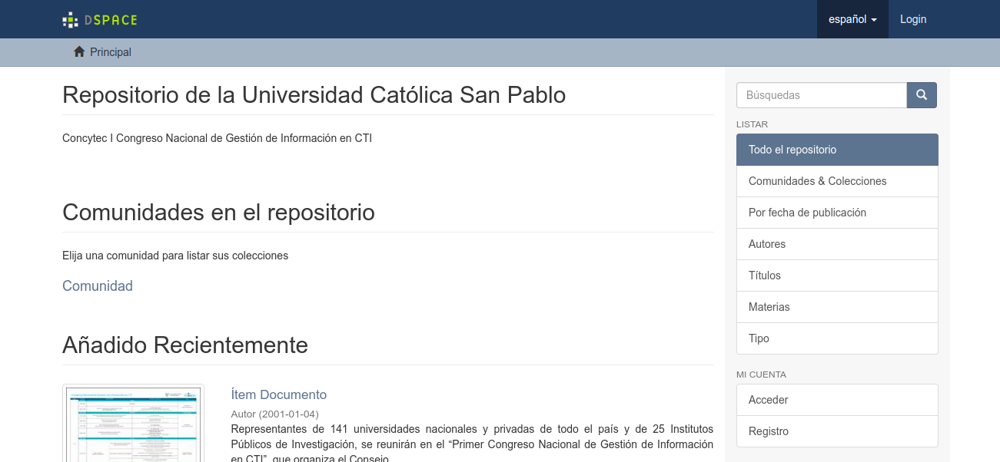 DSPACE
español
Login
Principal
Repositorio de la Universidad Católica San Pablo
Concytec I Congreso Nacional de Gestión de Información en CTI
Comunidades en el repositorio
Elija una comunidad para listar sus colecciones
Comunidad
Añadido Recientemente
Ítem Documento
Autor (2001-01-04)
Representantes de 141 universidades nacionales y privadas de todo el país y de 25 Institutos
Públicos de Investigación, se reunirán en el “Primer Congreso Nacional de Gestión de Información
en CTI”, que organiza el Consejo
Búsquedas
LISTAR
Todo el repositorio
Comunidades & Colecciones
Por fecha de publicación
Autores
Títulos
Materias
Tipo
MI CUENTA
Acceder
Registro